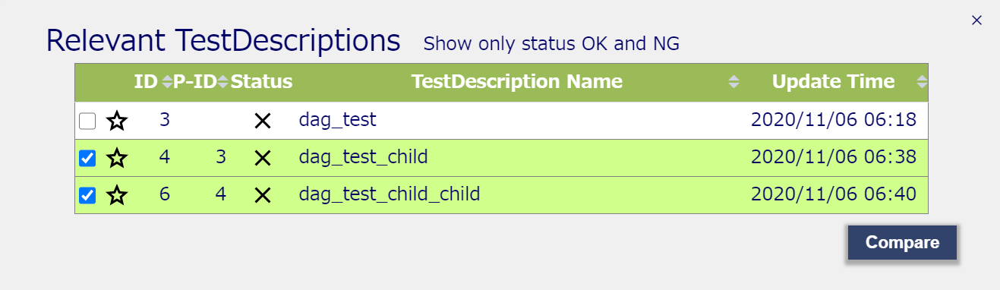 ×
Relevant TestDescriptions Show only status OK and NG
ID P-ID Status TestDescription Name Update Time
3 dag_test 2020/11/06 06:18
4 3 dag_test_child 2020/11/06 06:38
6 4 dag_test_child_child 2020/11/06 06:40
Compare